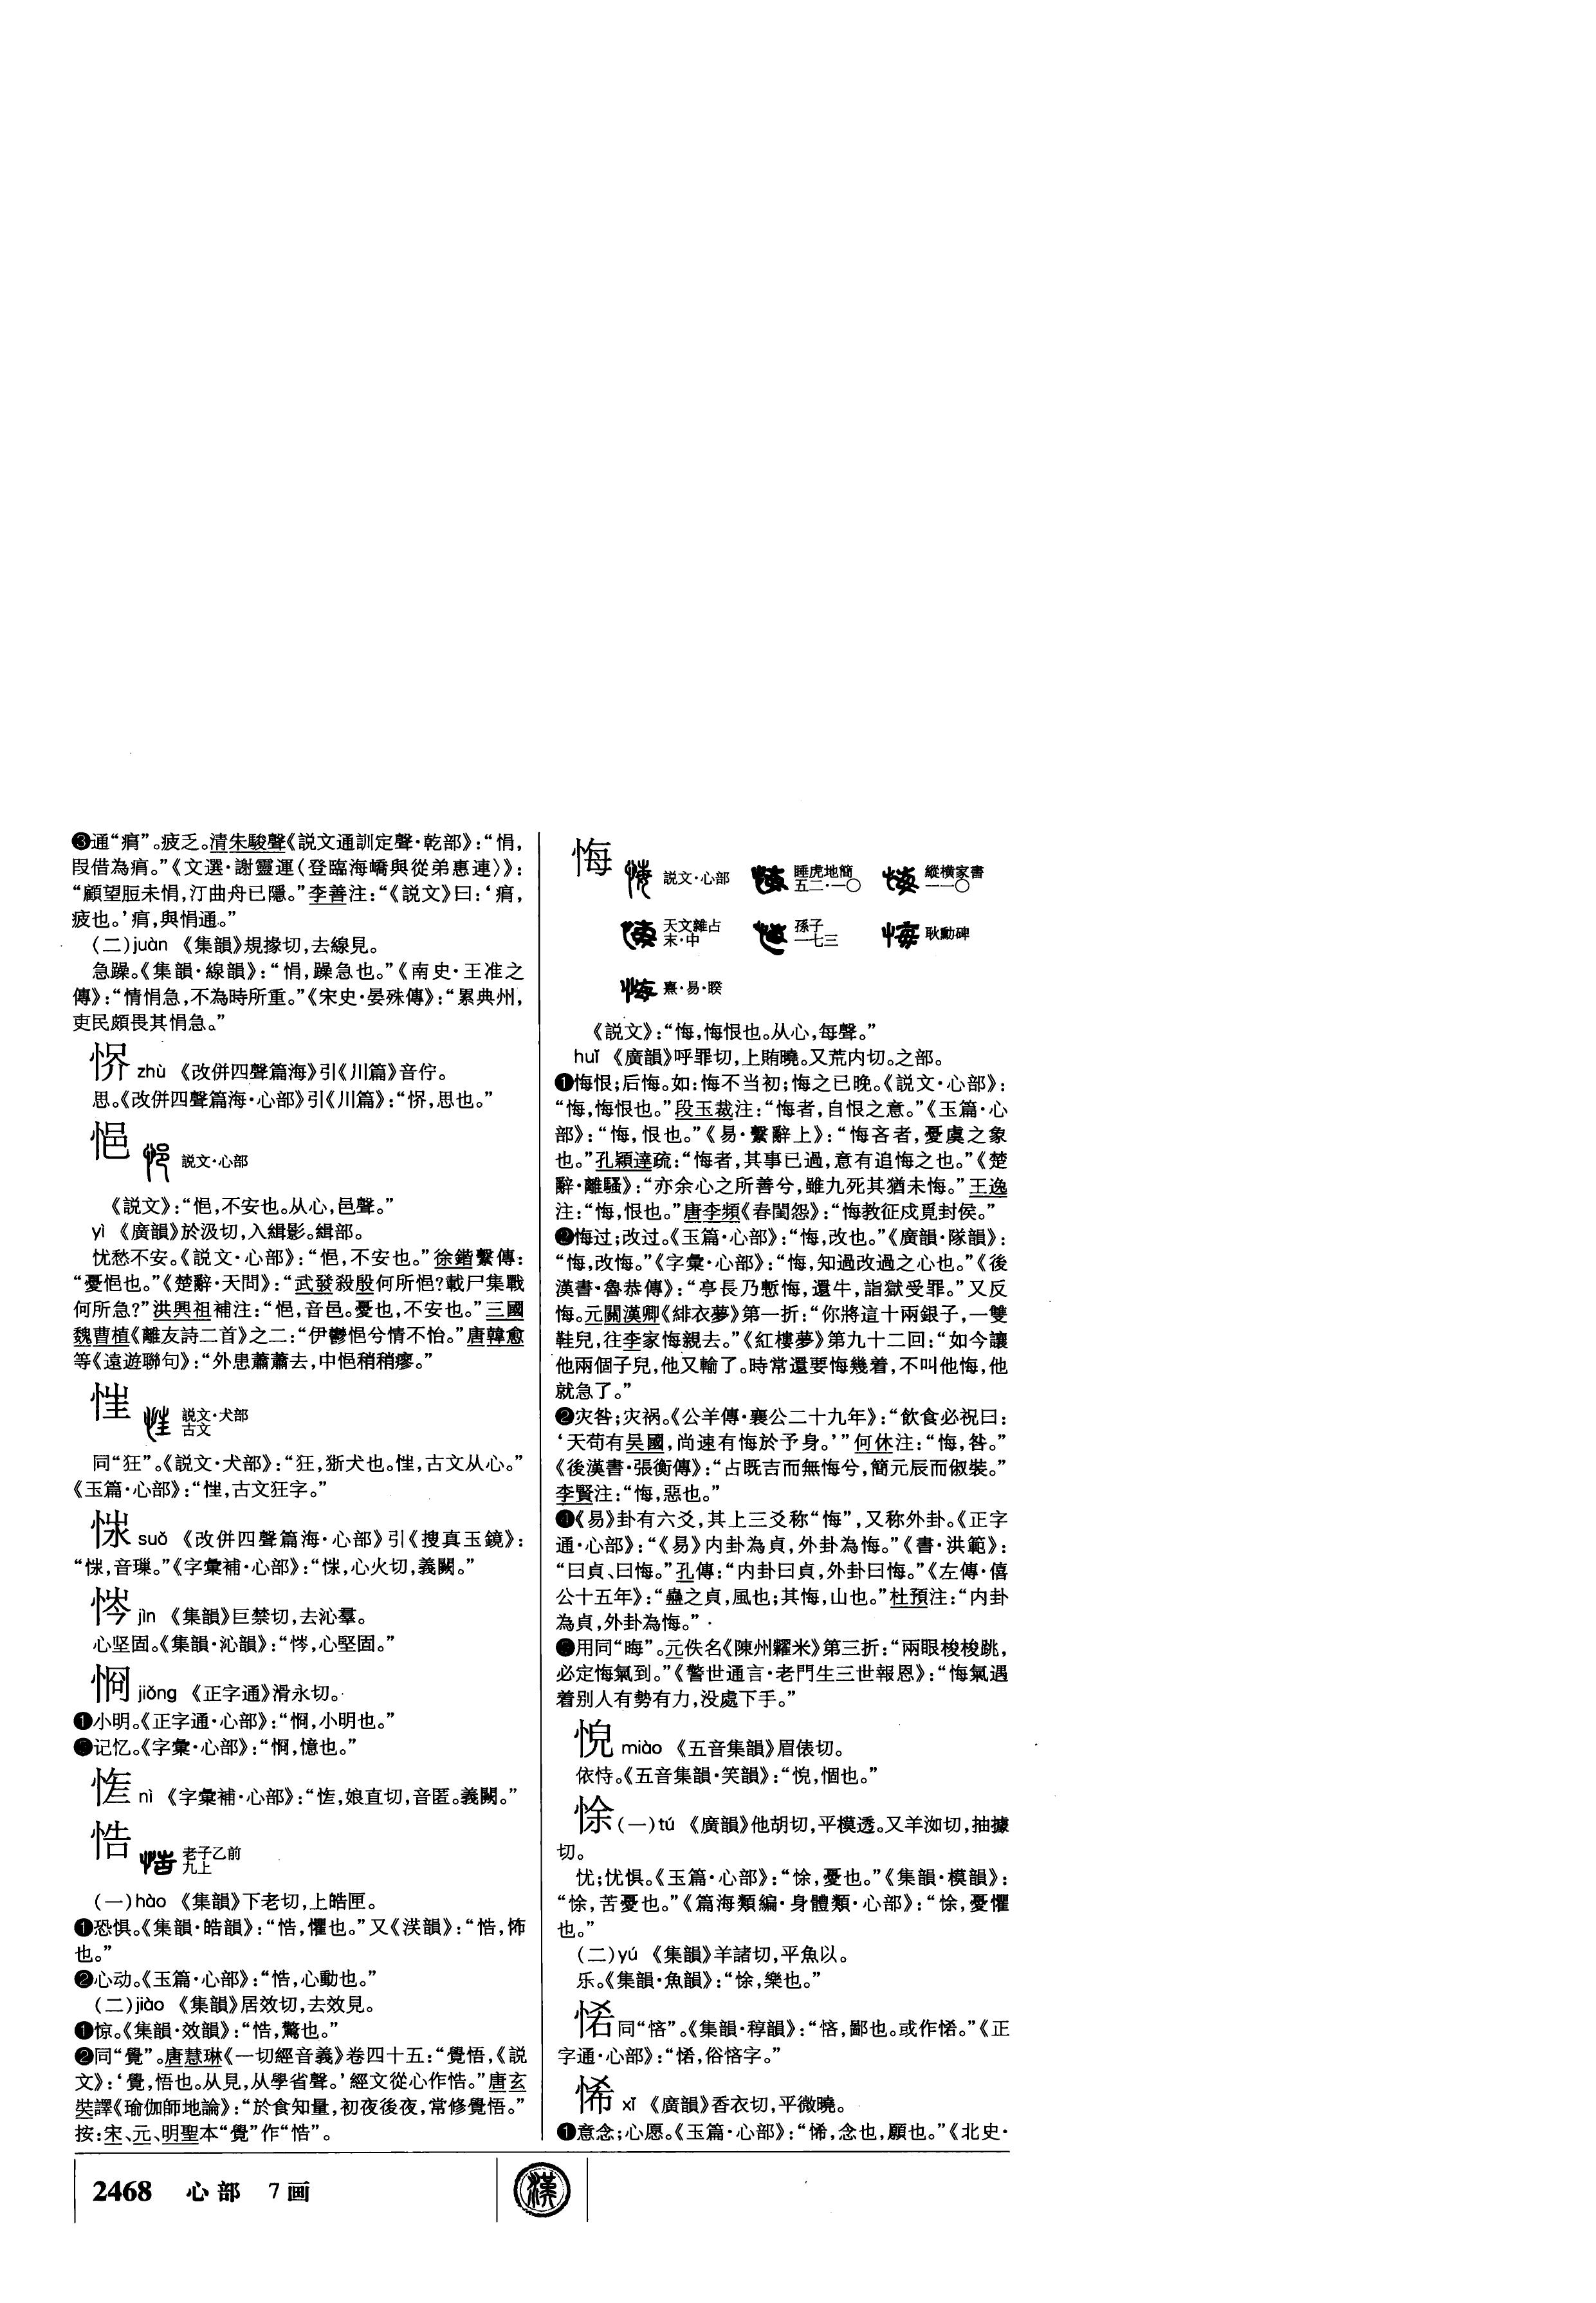 ❸通“痟”。疲乏。清朱駿聲《説文通訓定聲·乾部》：“悁，
叚借為痟。”《文選·謝靈運〈登臨海嶠與從弟惠連〉》：
“顧望脰未悁，汀曲舟已隱。”李善注：“《説文》曰：‘痟，
疲也。’痟，與悁通。”
（二）juàn 《集韻》規掾切，去線見。
急躁。《集韻·線韻》：“悁，躁急也。”《南史·王准之
傳》：“情悁急，不為時所重。”《宋史·晏殊傳》：“累典州，
吏民頗畏其悁急。”
zhù 《改併四聲篇海》引《川篇》音佇。
思。《改併四聲篇海·心部》引《川篇》：“，思也。”
悒 説文·心部
《説文》：“悒，不安也。从心，邑聲。”
yì 《廣韻》於汲切，入緝影。緝部。
忧愁不安。《説文·心部》：“悒，不安也。”徐鍇繫傳：
“憂悒也。”《楚辭·天問》：“武發殺殷何所悒？載尸集戰
何所急？”洪興祖補注：“悒，音邑。憂也，不安也。”三國
魏曹植《離友詩二首》之二：“伊鬱悒兮情不怡。”唐韓愈
等《遠遊聯句》：“外患蕭蕭去，中悒稍稍瘳。”
㤮 説文·犬部
古文
同“狂”。《説文·犬部》：“狂，狾犬也。㤮，古文从心。”
《玉篇·心部》：“㤮，古文狂字。”
suǒ 《改併四聲篇海·心部》引《搜真玉鏡》：
“，音璅。”《字彙補·心部》：“，心火切，義闕。”
jìn 《集韻》巨禁切，去沁羣。
心坚固。《集韻·沁韻》：“，心堅固。”
jiǒng 《正字通》滑永切。
❶小明。《正字通·心部》：“，小明也。”
记忆。《字彙·心部》：“，憶也。”
nì 《字彙補·心部》：“，娘直切，音匿。義闕。”
悎 老子乙前
九上
（一）hào 《集韻》下老切，上皓匣。
❶恐惧。《集韻·皓韻》：“悎，懼也。”又《渶韻》：“悎，怖
也。”
❷心动。《玉篇·心部》：“悎，心動也。”
（二）jiào 《集韻》居效切，去效見。
❶惊。《集韻·效韻》：“悎，驚也。”
❷同“覺”。唐慧琳《一切經音義》卷四十五：“覺悟，《説
文》：‘覺，悟也。从見，从學省聲。’經文從心作悎。”唐玄
奘譯《瑜伽師地論》：“於食知量，初夜後夜，常修覺悟。”
按：宋、元、明聖本“覺”作“悎”。
悔 説文·心部 睡虎地簡
五二·一〇 縱橫家書
一一〇
天文雜占
末·中 孫子
一七三 耿勳碑
熹·易·睽
《説文》：“悔，悔恨也。从心，每聲。”
huǐ 《廣韻》呼罪切，上賄曉。又荒内切。之部。
❶悔恨；后悔。如：悔不当初；悔之已晚。《説文·心部》：
“悔，悔恨也。”段玉裁注：“悔者，自恨之意。”《玉篇·心
部》：“悔，恨也。”《易·繫辭上》：“悔吝者，憂虞之象
也。”孔穎達疏：“悔者，其事已過，意有追悔之也。”《楚
辭·離騷》：“亦余心之所善兮，雖九死其猶未悔。”王逸
注：“悔，恨也。”唐李頻《春閨怨》：“悔教征戍覓封侯。”
❷悔过；改过。《玉篇·心部》：“悔，改也。”《廣韻·隊韻》：
“悔，改悔。”《字彙·心部》：“悔，知過改過之心也。”《後
漢書·魯恭傳》：“亭長乃慙悔，還牛，詣獄受罪。”又反
悔。元關漢卿《緋衣夢》第一折：“你將這十兩銀子，一雙
鞋兒，往李家悔親去。”《紅樓夢》第九十二回：“如今讓
他兩個子兒，他又輸了。時常還要悔幾着，不叫他悔，他
就急了。”
❷灾咎；灾祸。《公羊傳·襄公二十九年》：“飲食必祝曰：
‘天苟有吴國，尚速有悔於予身。’”何休注：“悔，咎。”
《後漢書·張衡傳》：“占既吉而無悔兮，簡元辰而俶裝。”
李賢注：“悔，惡也。”
❹《易》卦有六爻，其上三爻称“悔”，又称外卦。《正字
通·心部》：“《易》内卦為貞，外卦為悔。”《書·洪範》：
“曰貞、曰悔。”孔傳：“内卦曰貞，外卦曰悔。”《左傳·僖
公十五年》：“蠱之貞，風也；其悔，山也。”杜預注：“内卦
為貞，外卦為悔。”
❺用同“晦”。元佚名《陳州糶米》第三折：“兩眼梭梭跳，
必定悔氣到。”《警世通言·老門生三世報恩》：“悔氣遇
着别人有勢有力，没處下手。”
miào 《五音集韻》眉俵切。
依恃。《五音集韻·笑韻》：“，悃也。”
悇（一）tú 《廣韻》他胡切，平模透。又羊洳切，抽據
切。
忧；忧惧。《玉篇·心部》：“悇，憂也。”《集韻·模韻》：
“悇，苦憂也。”《篇海類編·身體類·心部》：“悇，憂懼
也。”
（二）yú 《集韻》羊諸切，平魚以。
乐。《集韻·魚韻》：“悇，樂也。”
同“㤩”。《集韻·稕韻》：“㤩，鄙也。或作。”《正
字通·心部》：“，俗㤩字。”
悕 xī 《廣韻》香衣切，平微曉。
❶意念；心愿。《玉篇·心部》：“悕，念也，願也。”《北史·
2468 心部 7画
漢